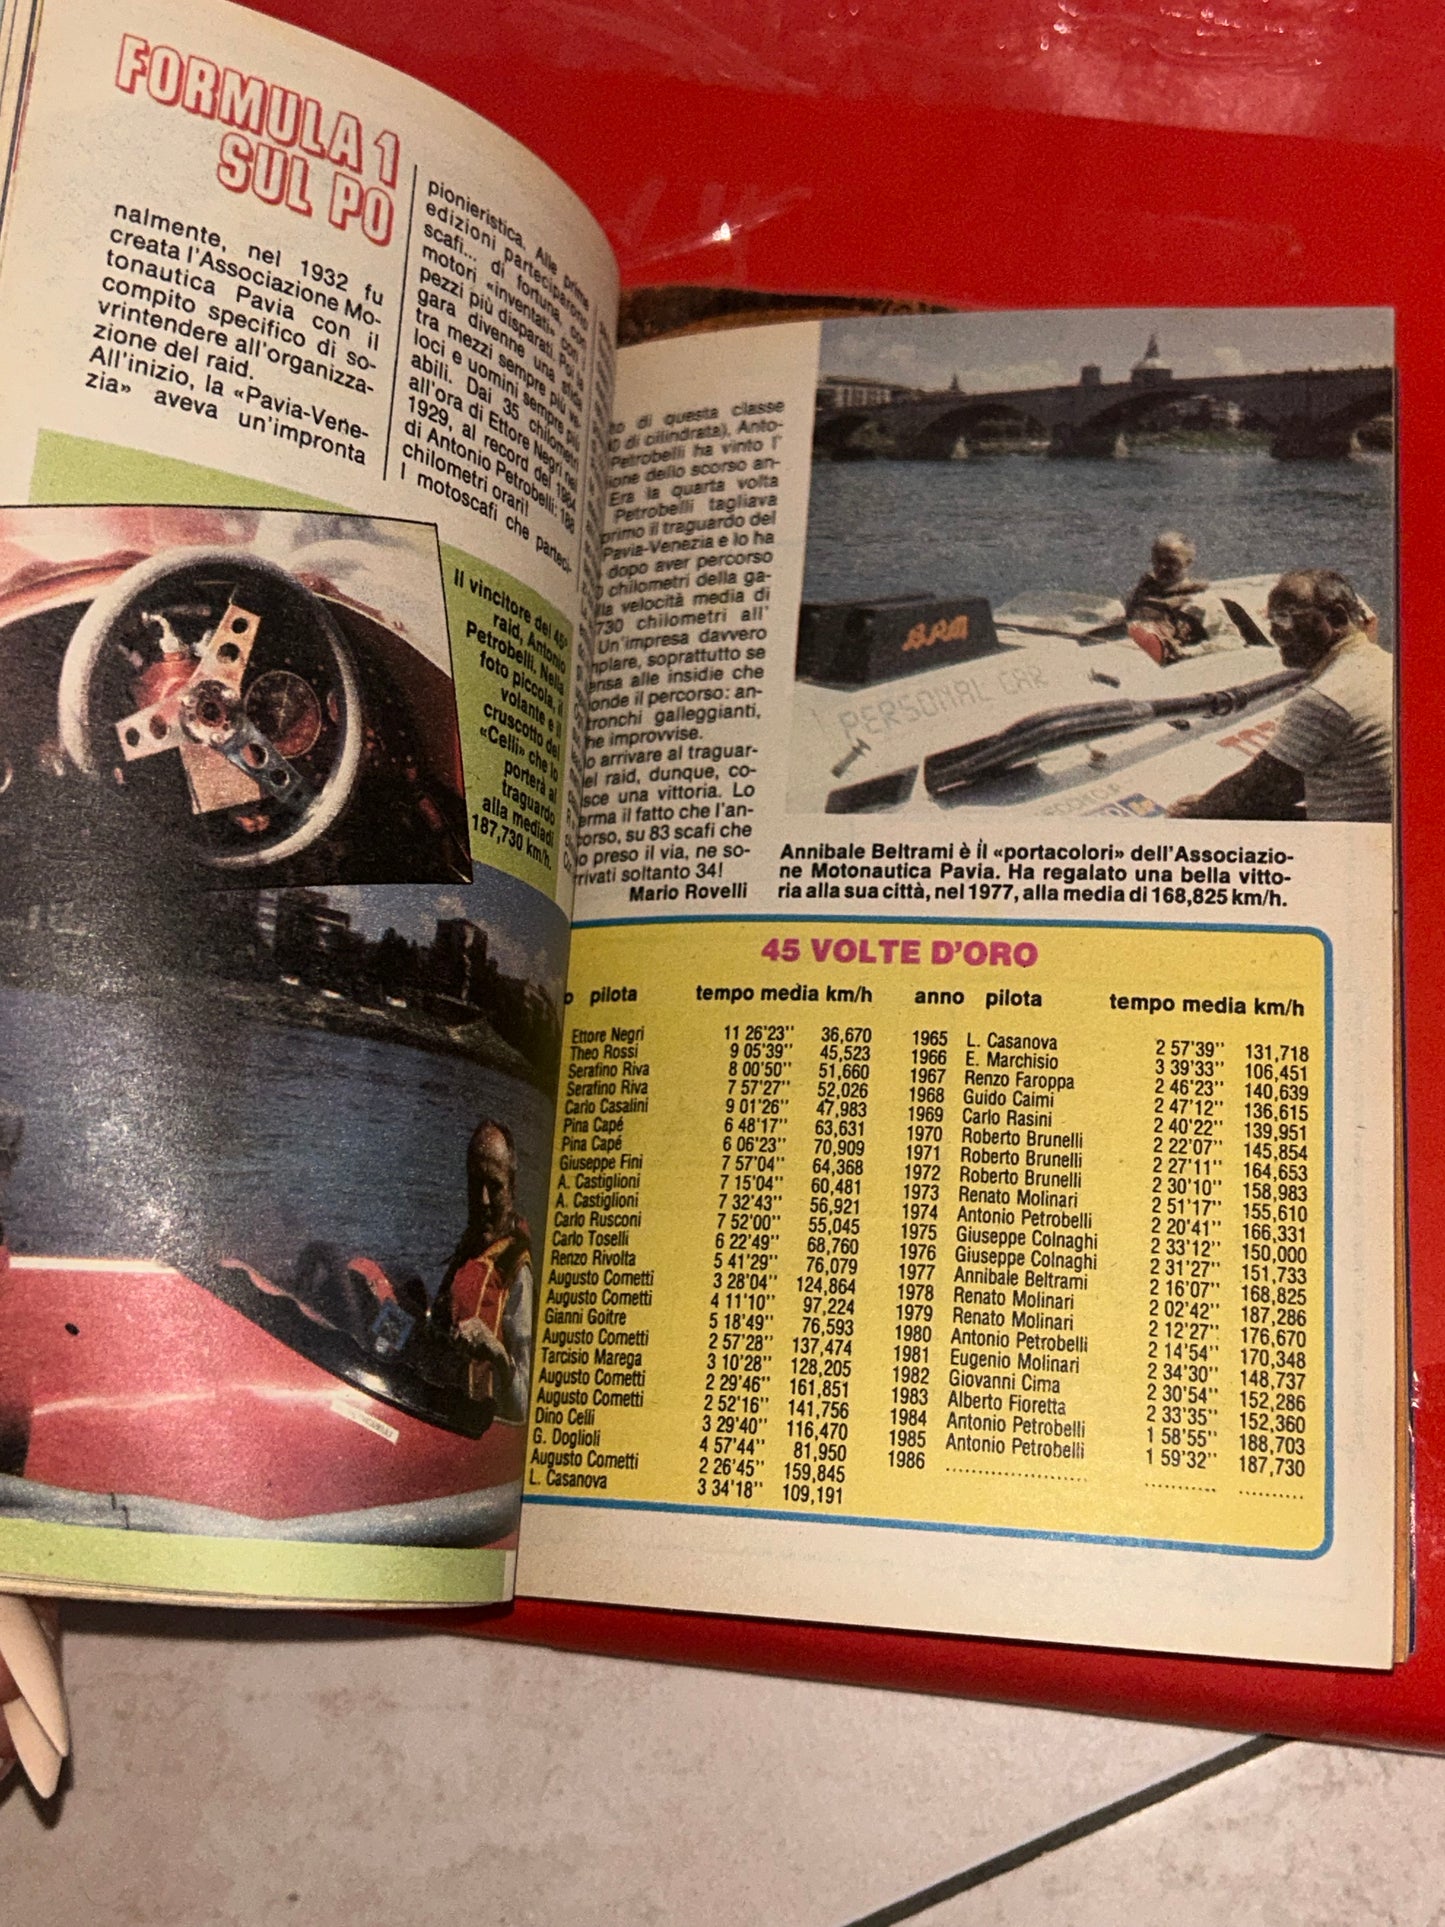 FORMULA 1
SUL PO
nalmente, nel 1932 fu
creata l'Associazione Mo-
tonautica Pavia con il
compito specifico di so-
vrintendere all'organizza-
zione del raid.
All'inizio, la «Pavia-Vene-
zia» aveva un'impronta
pionieristica. Alle prime
edizioni parteciparono
scafi... di fortuna, con
motori «inventati» con i
pezzi più disparati. Poi la
gara divenne una sfida
tra mezzi sempre più ve-
loci e uomini sempre più
abili. Dai 35 chilometri
all'ora di Ettore Negri nel
1929, al record del 1984
di Antonio Petrobelli: 188
chilometri orari!
I motoscafi che parteci-
Il vincitore del 45°
raid, Antonio
Petrobelli. Nella
foto piccola, il
volante e il
cruscotto del
«Celli» che lo
porterà al
traguardo
alla media di
187,730 km/h.
to di questa classe
di cilindrata), Anto-
Petrobelli ha vinto l'
ione dello scorso an-
Era la quarta volta
Petrobelli tagliava
primo il traguardo del
Pavia-Venezia e lo ha
dopo aver percorso
chilometri della ga-
lla velocità media di
730 chilometri all'
Un'impresa davvero
plare, soprattutto se
ensa alle insidie che
onde il percorso: an-
tronchi galleggianti,
he improvvise.
o arrivare al traguar-
el raid, dunque, co-
sce una vittoria. Lo
erma il fatto che l'an-
corso, su 83 scafi che
o preso il via, ne so-
rrivati soltanto 34!
Mario Rovelli
BPM
PERSONAL CAR
Annibale Beltrami è il «portacolori» dell'Associazio-
ne Motonautica Pavia. Ha regalato una bella vitto-
ria alla sua città, nel 1977, alla media di 168,825 km/h.
45 VOLTE D'ORO
o pilota tempo media km/h
Ettore Negri 11 26'23'' 36,670
Theo Rossi 9 05'39'' 45,523
Serafino Riva 8 00'50'' 51,660
Serafino Riva 7 57'27'' 52,026
Carlo Casalini 9 01'26'' 47,983
Pina Capé 6 48'17'' 63,631
Pina Capé 6 06'23'' 70,909
Giuseppe Fini 7 57'04'' 64,368
A. Castiglioni 7 15'04'' 60,481
A. Castiglioni 7 32'43'' 56,921
Carlo Rusconi 7 52'00'' 55,045
Carlo Toselli 6 22'49'' 68,760
Renzo Rivolta 5 41'29'' 76,079
Augusto Cometti 3 28'04'' 124,864
Augusto Cometti 4 11'10'' 97,224
Gianni Goitre 5 18'49'' 76,593
Augusto Cometti 2 57'28'' 137,474
Tarcisio Marega 3 10'28'' 128,205
Augusto Cometti 2 29'46'' 161,851
Augusto Cometti 2 52'16'' 141,756
Dino Celli 3 29'40'' 116,470
G. Doglioli 4 57'44'' 81,950
Augusto Cometti 2 26'45'' 159,845
L. Casanova 3 34'18'' 109,191
anno pilota tempo media km/h
1965 L. Casanova 2 57'39'' 131,718
1966 E. Marchisio 3 39'33'' 106,451
1967 Renzo Faroppa 2 46'23'' 140,639
1968 Guido Caimi 2 47'12'' 136,615
1969 Carlo Rasini 2 40'22'' 139,951
1970 Roberto Brunelli 2 22'07'' 145,854
1971 Roberto Brunelli 2 27'11'' 164,653
1972 Roberto Brunelli 2 30'10'' 158,983
1973 Renato Molinari 2 51'17'' 155,610
1974 Antonio Petrobelli 2 20'41'' 166,331
1975 Giuseppe Colnaghi 2 33'12'' 150,000
1976 Giuseppe Colnaghi 2 31'27'' 151,733
1977 Annibale Beltrami 2 16'07'' 168,825
1978 Renato Molinari 2 02'42'' 187,286
1979 Renato Molinari 2 12'27'' 176,670
1980 Antonio Petrobelli 2 14'54'' 170,348
1981 Eugenio Molinari 2 34'30'' 148,737
1982 Giovanni Cima 2 30'54'' 152,286
1983 Alberto Fioretta 2 33'35'' 152,360
1984 Antonio Petrobelli 1 58'55'' 188,703
1985 Antonio Petrobelli 1 59'32'' 187,730
1986 ........................ ............ ............